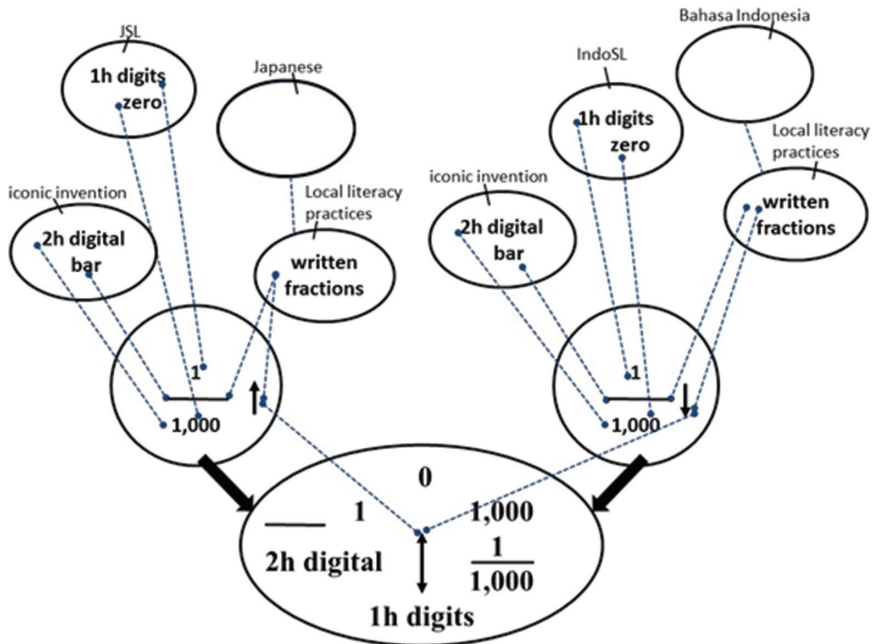 JSL
1h digits
zero
Japanese
iconic invention
2h digital
bar
Local literacy
practices
written
fractions
1
1,000
Bahasa Indonesia
IndoSL
1h digits
zero
Local literacy
practices
iconic invention
2h digital
bar
written
fractions
1
1,000
0
1
1,000
2h digital
1
1,000
1h digits